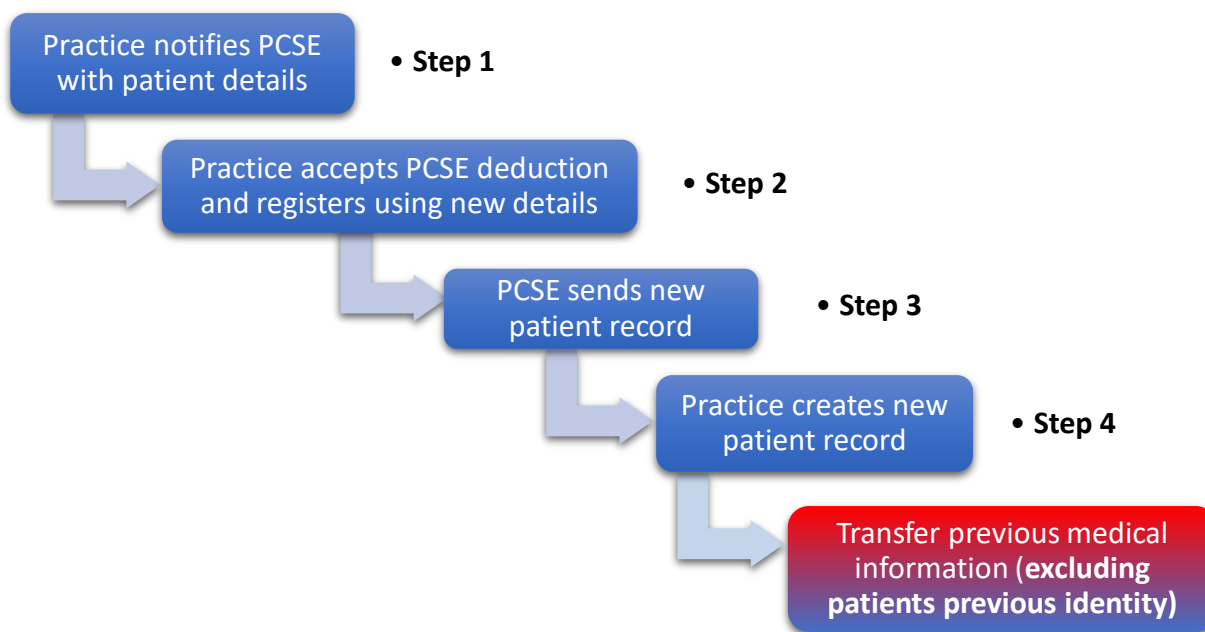 Practice notifies PCSE
with patient details
• Step 1
Practice accepts PCSE deduction
and registers using new details
• Step 2
PCSE sends new
patient record
• Step 3
Practice creates new
patient record
• Step 4
Transfer previous medical
information (excluding
patients previous identity)